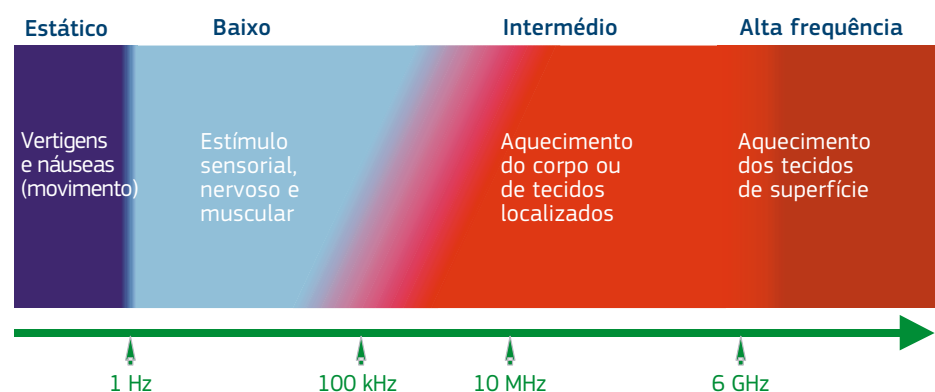 Estático
Baixo
Intermédio
Alta frequência
Vertigens
e náuseas
(movimento)
Estímulo
sensorial,
nervoso e
muscular
Aquecimento
do corpo ou
de tecidos
localizados
Aquecimento
dos tecidos
de superfície
1 Hz
100 kHz
10 MHz
6 GHz